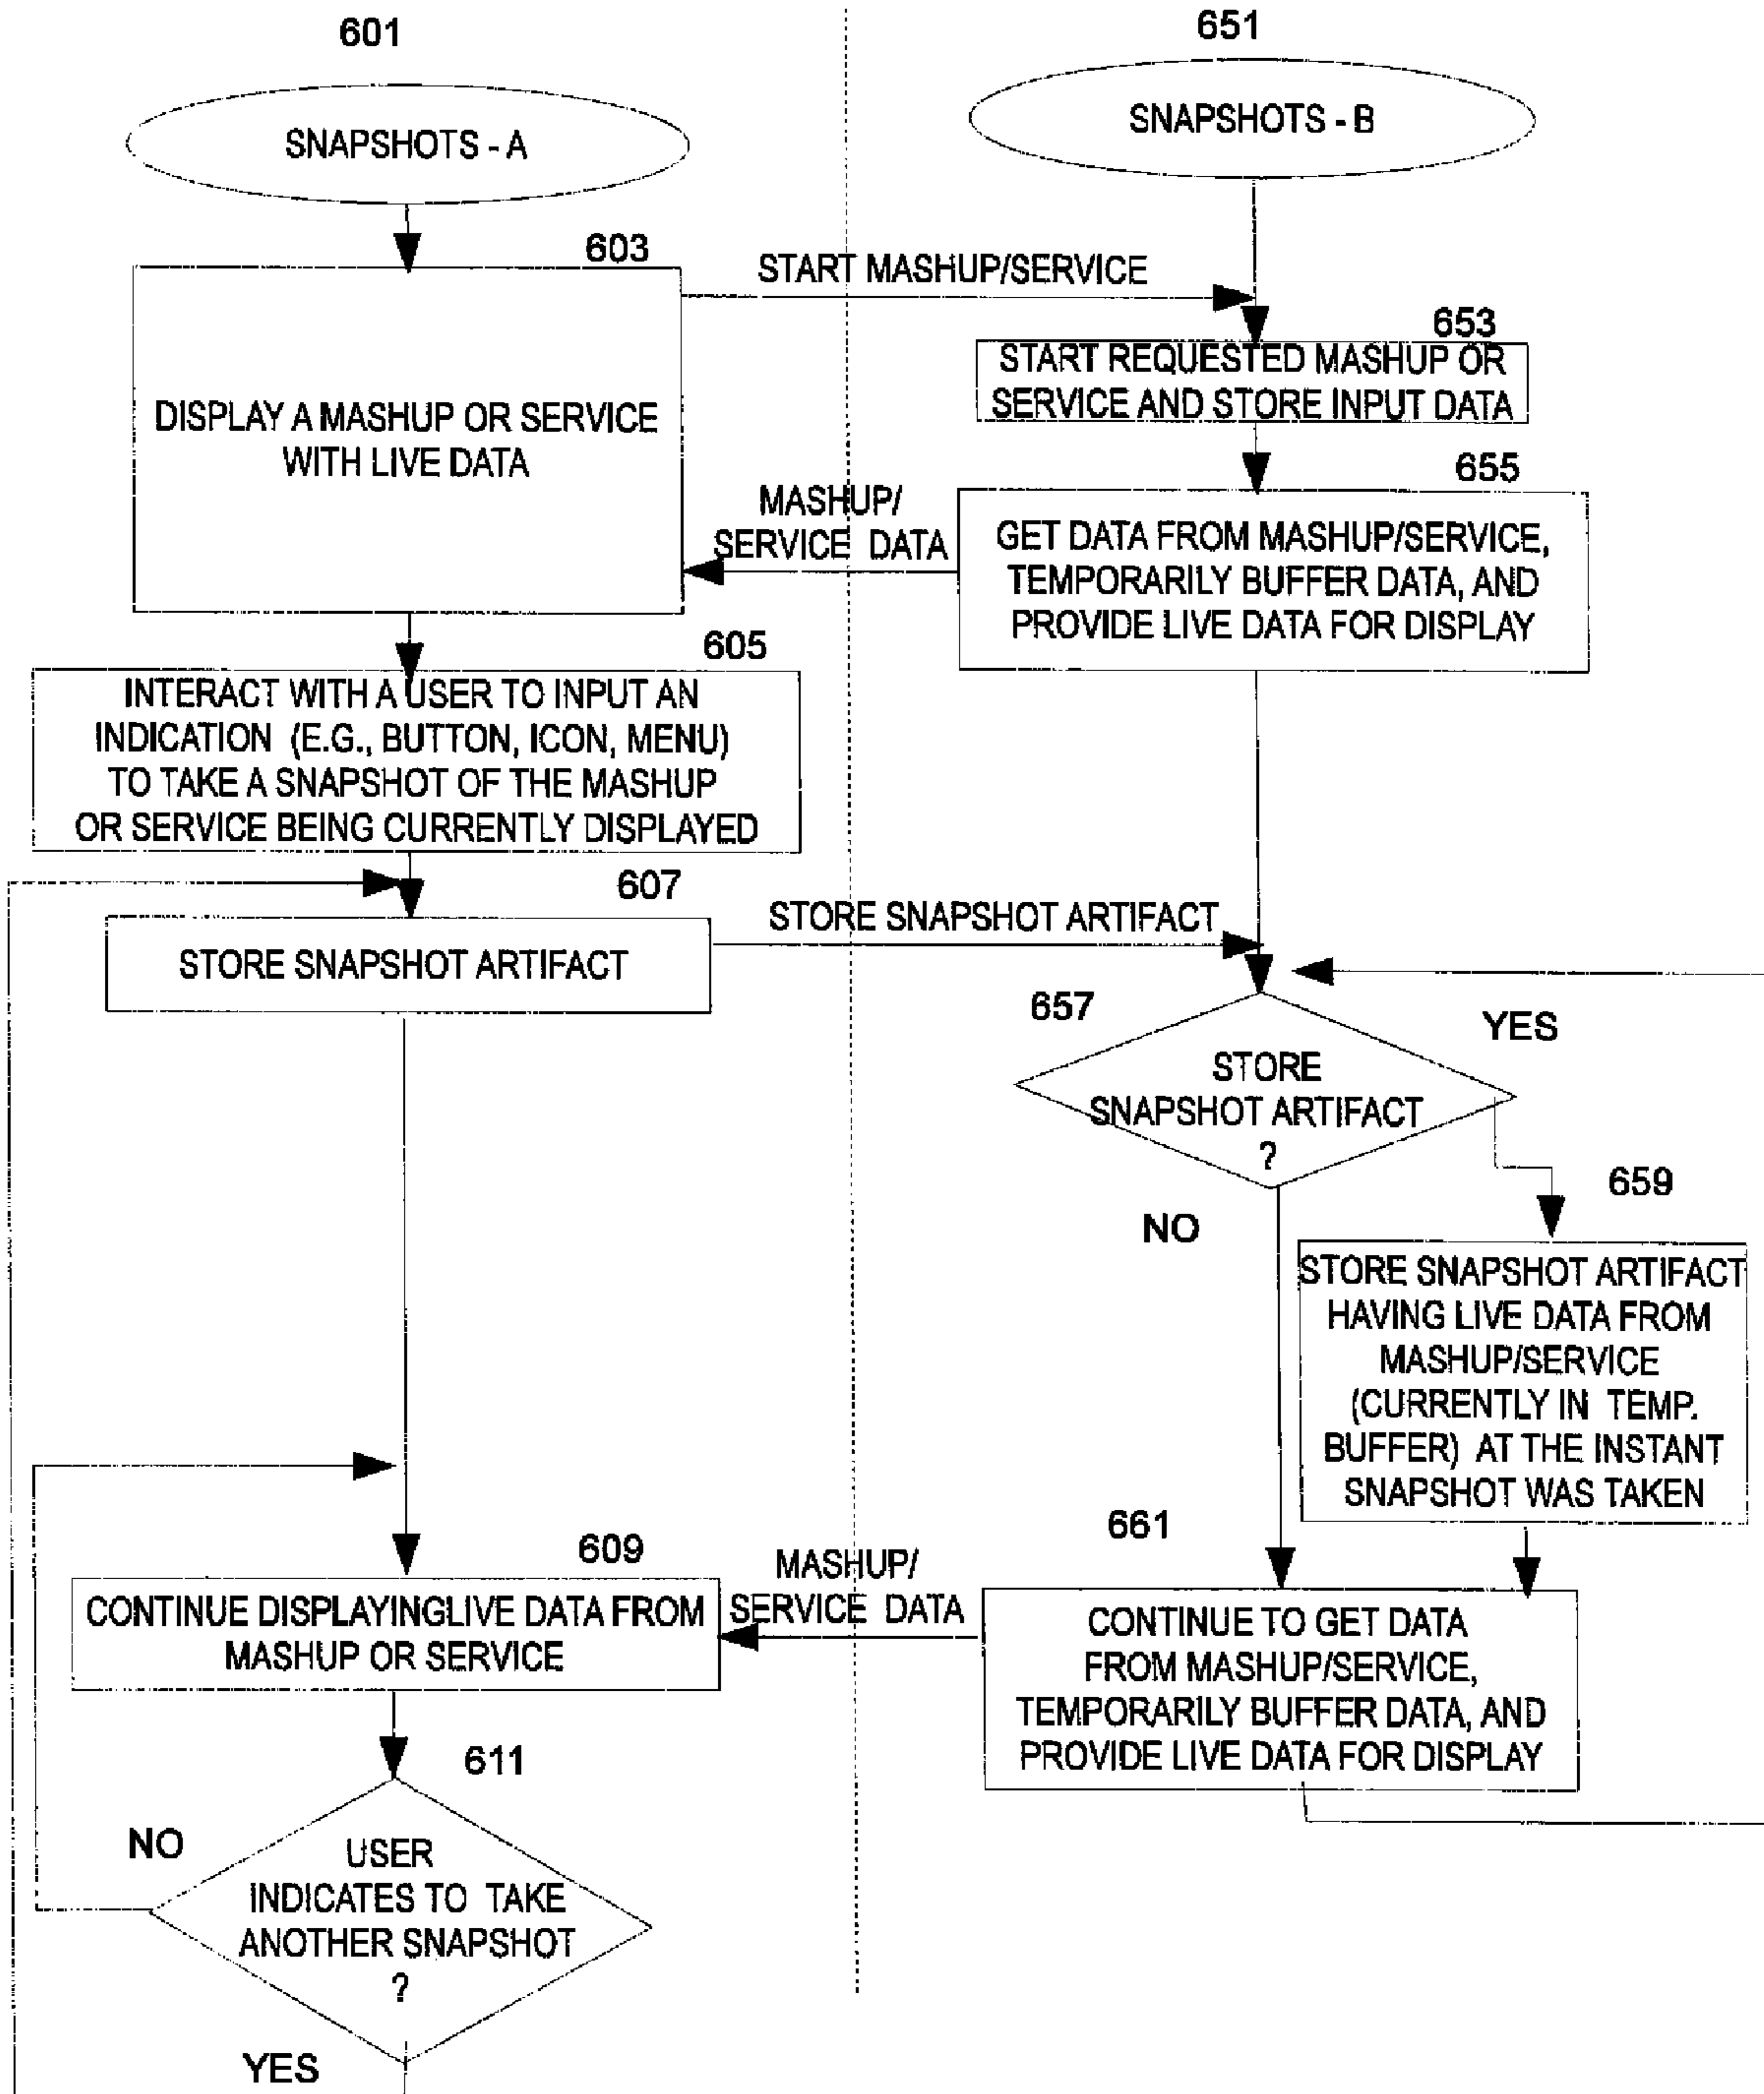 601
SNAPSHOTS - A
603
DISPLAY A MASHUP OR SERVICE
WITH LIVE DATA
605
INTERACT WITH A USER TO INPUT AN
INDICATION (E.G., BUTTON, ICON, MENU)
TO TAKE A SNAPSHOT OF THE MASHUP
OR SERVICE BEING CURRENTLY DISPLAYED
607
STORE SNAPSHOT ARTIFACT
609
CONTINUE DISPLAYINGLIVE DATA FROM
MASHUP OR SERVICE
611
NO
USER
INDICATES TO TAKE
ANOTHER SNAPSHOT
?
YES
START MASHUP/SERVICE
MASHUP/
SERVICE DATA
STORE SNAPSHOT ARTIFACT
MASHUP/
SERVICE DATA
651
SNAPSHOTS - B
653
START REQUESTED MASHUP OR
SERVICE AND STORE INPUT DATA
655
GET DATA FROM MASHUP/SERVICE,
TEMPORARILY BUFFER DATA, AND
PROVIDE LIVE DATA FOR DISPLAY
657
YES
STORE
SNAPSHOT ARTIFACT
?
NO
659
STORE SNAPSHOT ARTIFACT
HAVING LIVE DATA FROM
MASHUP/SERVICE
(CURRENTLY IN TEMP.
BUFFER) AT THE INSTANT
SNAPSHOT WAS TAKEN
661
CONTINUE TO GET DATA
FROM MASHUP/SERVICE,
TEMPORARILY BUFFER DATA, AND
PROVIDE LIVE DATA FOR DISPLAY